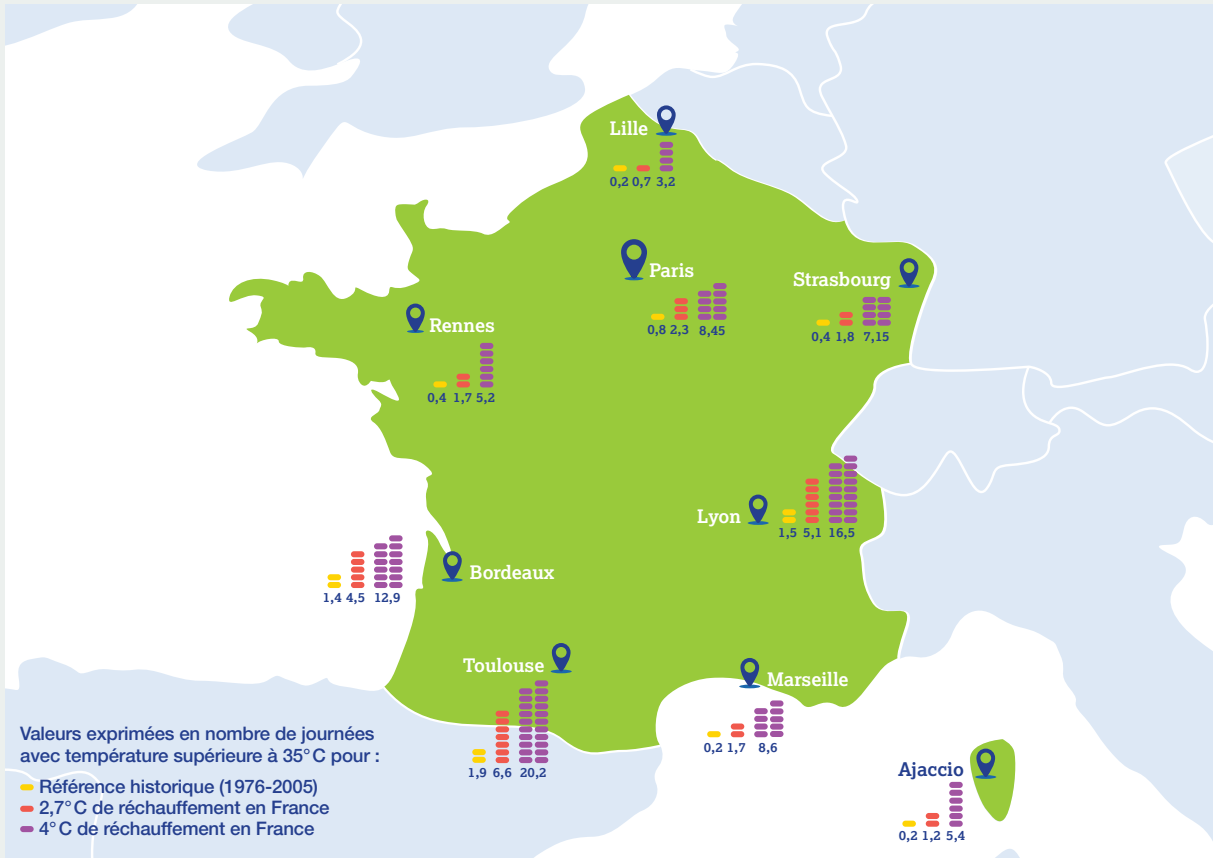 Lille
0,2 0,7 3,2
Paris
0,8 2,3 8,45
Strasbourg
0,4 1,8 7,15
Rennes
0,4 1,7 5,2
Lyon
1,5 5,1 16,5
Bordeaux
1,4 4,5 12,9
Toulouse
1,9 6,6 20,2
Marseille
0,2 1,7 8,6
Ajaccio
0,2 1,2 5,4
Valeurs exprimées en nombre de journées
avec température supérieure à 35°C pour :
Référence historique (1976-2005)
2,7°C de réchauffement en France
4°C de réchauffement en France